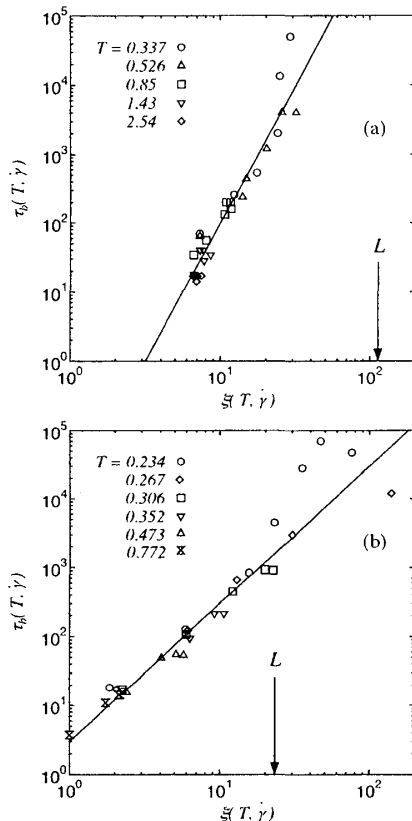 10^5
T = 0.337 ○
0.526 △
0.85 □
1.43 ▽
2.54 ◇
(a)
10^4
10^3
τ_b(T, γ̇)
10^2
L
10^1
10^0
10^0 10^1 10^2
ξ(T, γ̇)
10^5
T = 0.234 ○
0.267 ◇
0.306 □
0.352 ▽
0.473 △
0.772 ⧖
(b)
10^4
10^3
τ_b(T, γ̇)
10^2
L
10^1
10^0
10^0 10^1 10^2
ξ(T, γ̇)